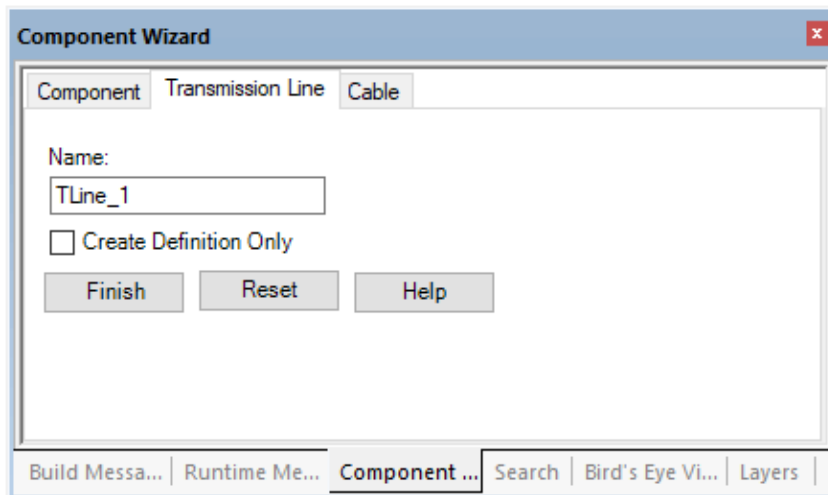 Component Wizard
x
Component Transmission Line Cable
Name:
TLine_1
Create Definition Only
Finish Reset Help
Build Messa... Runtime Me... Component ... Search Bird's Eye Vi... Layers